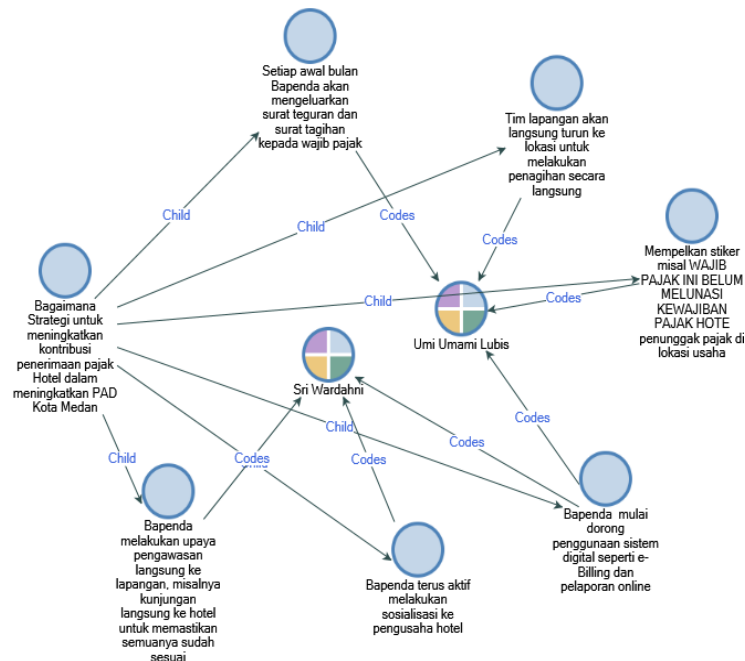 Setiap awal bulan
Bapenda akan
mengeluarkan
surat teguran dan
surat tagihan
kepada wajib pajak
Tim lapangan akan
langsung turun ke
lokasi untuk
melakukan
penagihan secara
langsung
Child
Codes
Child
Codes
Mempelkan stiker
misal WAJIB
PAJAK INI BELUM
MELUNASI
KEWAJIBAN
PAJAK HOTE
penunggak pajak di
lokasi usaha
Child
Codes
Bagaimana
Strategi untuk
meningkatkan
kontribusi
penerimaan pajak
Hotel dalam
meningkatkan PAD
Kota Medan
Umi Umami Lubis
Sri Wardahni
Child
Codes
Codes
Child
Codes
Child
Codes
Bapenda
melakukan upaya
pengawasan
langsung ke
lapangan, misalnya
kunjungan
langsung ke hotel
untuk memastikan
semuanya sudah
sesuai
Bapenda terus aktif
melakukan
sosialisasi ke
pengusaha hotel
Bapenda mulai
dorong
penggunaan sistem
digital seperti e-
Billing dan
pelaporan online